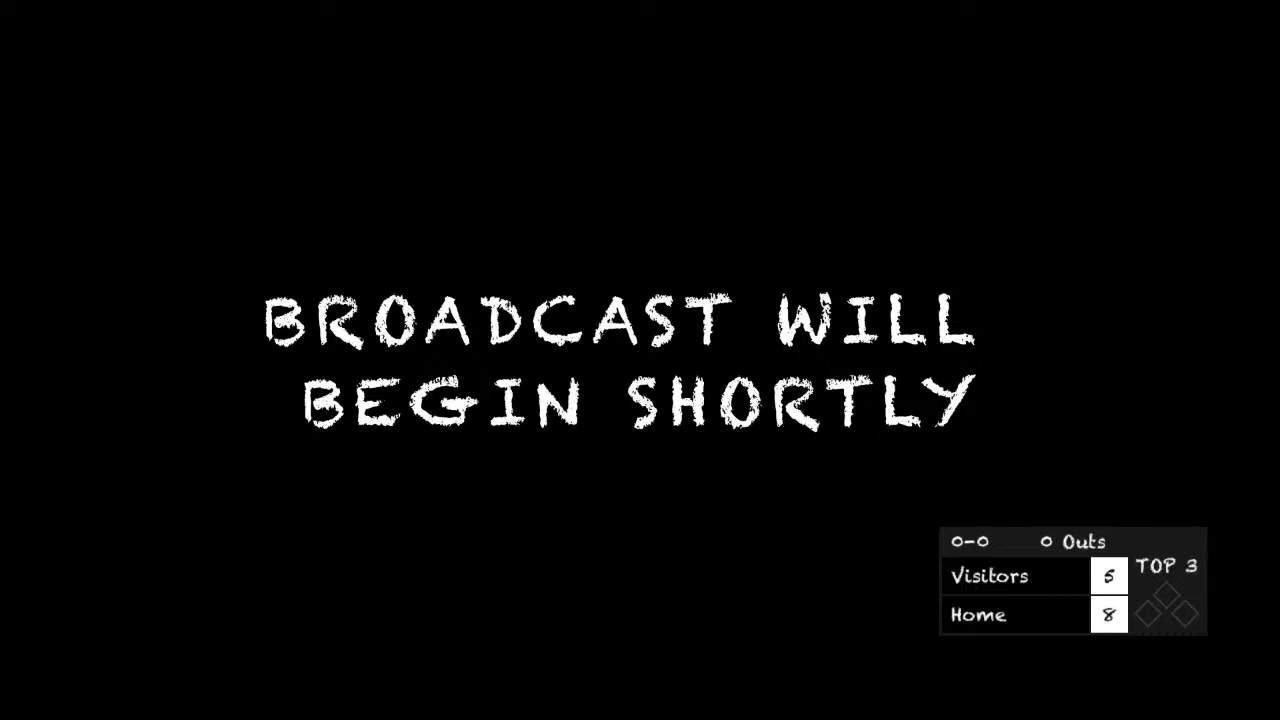 BROADCAST WILL
BEGIN SHORTLY
0-0 0 Outs
Visitors 5 TOP 3
Home 8